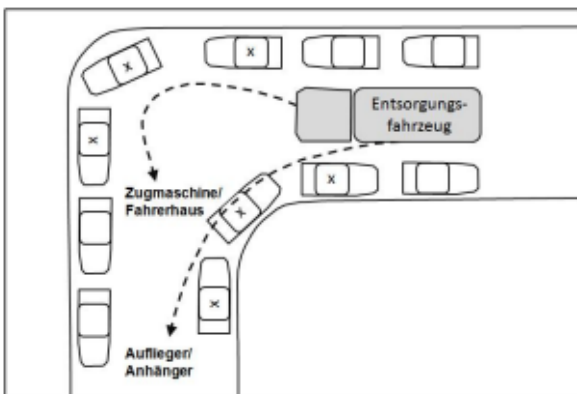 x
x
Entsorgungs-
fahrzeug
x
x
Zugmaschine/
Fahrerhaus
x
x
Auflieger/
Anhänger